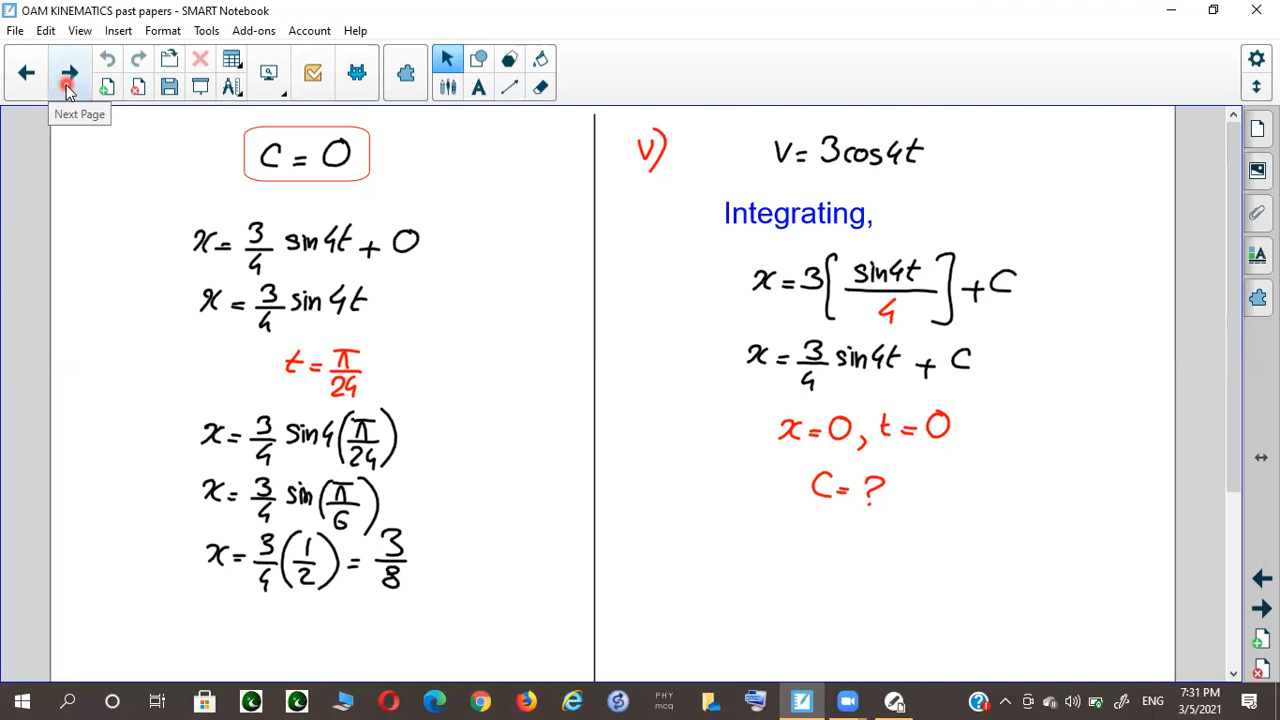 OAM KINEMATICS past papers - SMART Notebook
File Edit View Insert Format Tools Add-ons Account Help
Next Page
C = 0
x = 3/4 sin 4t + 0
x = 3/4 sin 4t
t = π/24
x = 3/4 sin 4(π/24)
x = 3/4 sin(π/6)
x = 3/4 (1/2) = 3/8
v)
v = 3cos4t
Integrating,
x = 3[sin4t/4] + C
x = 3/4 sin4t + C
x = 0, t = 0
C = ?
PHY
mcq
ENG
7:31 PM
3/5/2021